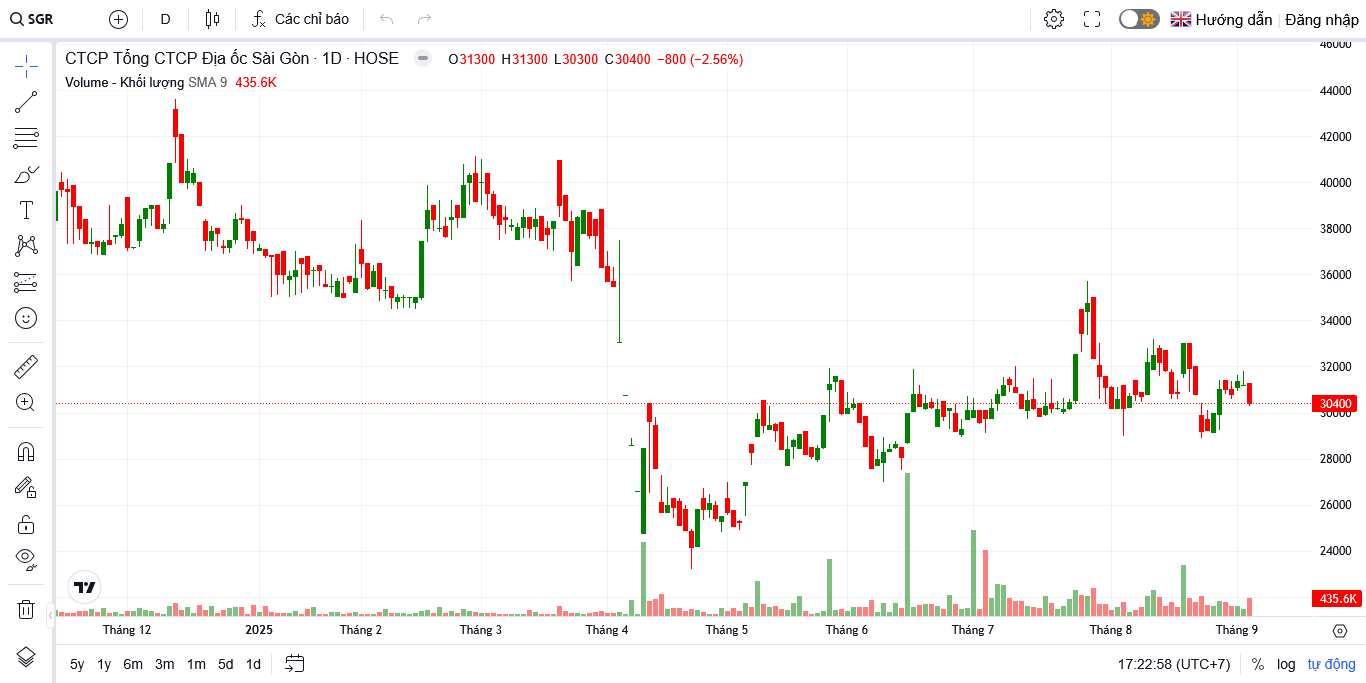 SGR D Các chỉ báo Hướng dẫn Đăng nhập
CTCP Tổng CTCP Địa ốc Sài Gòn · 1D · HOSE O31300 H31300 L30300 C30400 −800 (−2.56%)
Volume - Khối lượng SMA 9 435.6K
46000
44000
42000
40000
38000
36000
34000
32000
30400
30000
28000
26000
24000
435.6K
Tháng 12 2025 Tháng 2 Tháng 3 Tháng 4 Tháng 5 Tháng 6 Tháng 7 Tháng 8 Tháng 9
5y 1y 6m 3m 1m 5d 1d 17:22:58 (UTC+7) % log tự động